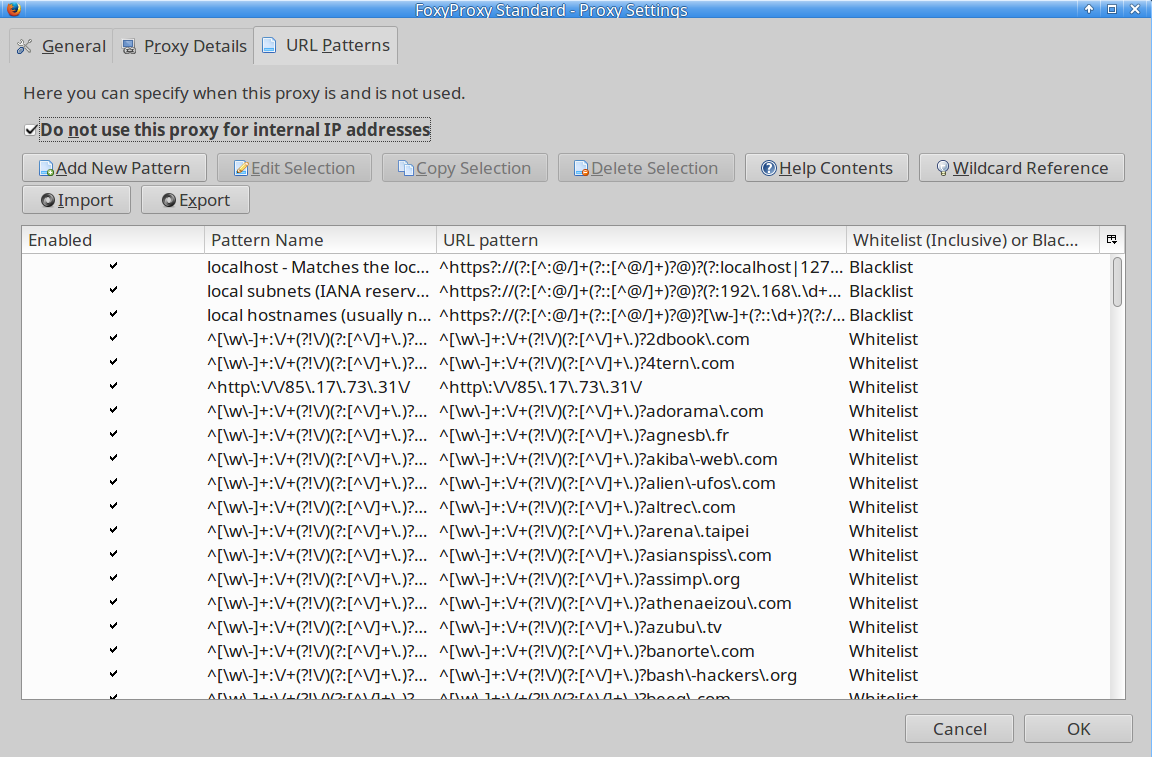 FoxyProxy Standard - Proxy Settings
General Proxy Details URL Patterns
Here you can specify when this proxy is and is not used.
Do not use this proxy for internal IP addresses
Add New Pattern Edit Selection Copy Selection Delete Selection Help Contents Wildcard Reference
Import Export
Enabled Pattern Name URL pattern Whitelist (Inclusive) or Blac...
localhost - Matches the loc... ^https?://(?:[^:@/]+(?::[^@/]+)?@)?(?:localhost|127... Blacklist
local subnets (IANA reserv... ^https?://(?:[^:@/]+(?::[^@/]+)?@)?(?:192\.168\.\d+... Blacklist
local hostnames (usually n... ^https?://(?:[^:@/]+(?::[^@/]+)?@)?[\w-]+(?::\d+)?(?:/... Blacklist
^[\w\-]+:\/+(?!\/)(?:[^\/]+\.)?... ^[\w\-]+:\/+(?!\/)(?:[^\/]+\.)?2dbook\.com Whitelist
^[\w\-]+:\/+(?!\/)(?:[^\/]+\.)?... ^[\w\-]+:\/+(?!\/)(?:[^\/]+\.)?4tern\.com Whitelist
^http\:\/\/85\.17\.73\.31\/ ^http\:\/\/85\.17\.73\.31\/ Whitelist
^[\w\-]+:\/+(?!\/)(?:[^\/]+\.)?... ^[\w\-]+:\/+(?!\/)(?:[^\/]+\.)?adorama\.com Whitelist
^[\w\-]+:\/+(?!\/)(?:[^\/]+\.)?... ^[\w\-]+:\/+(?!\/)(?:[^\/]+\.)?agnesb\.fr Whitelist
^[\w\-]+:\/+(?!\/)(?:[^\/]+\.)?... ^[\w\-]+:\/+(?!\/)(?:[^\/]+\.)?akiba\-web\.com Whitelist
^[\w\-]+:\/+(?!\/)(?:[^\/]+\.)?... ^[\w\-]+:\/+(?!\/)(?:[^\/]+\.)?alien\-ufos\.com Whitelist
^[\w\-]+:\/+(?!\/)(?:[^\/]+\.)?... ^[\w\-]+:\/+(?!\/)(?:[^\/]+\.)?altrec\.com Whitelist
^[\w\-]+:\/+(?!\/)(?:[^\/]+\.)?... ^[\w\-]+:\/+(?!\/)(?:[^\/]+\.)?arena\.taipei Whitelist
^[\w\-]+:\/+(?!\/)(?:[^\/]+\.)?... ^[\w\-]+:\/+(?!\/)(?:[^\/]+\.)?asianspiss\.com Whitelist
^[\w\-]+:\/+(?!\/)(?:[^\/]+\.)?... ^[\w\-]+:\/+(?!\/)(?:[^\/]+\.)?assimp\.org Whitelist
^[\w\-]+:\/+(?!\/)(?:[^\/]+\.)?... ^[\w\-]+:\/+(?!\/)(?:[^\/]+\.)?athenaeizou\.com Whitelist
^[\w\-]+:\/+(?!\/)(?:[^\/]+\.)?... ^[\w\-]+:\/+(?!\/)(?:[^\/]+\.)?azubu\.tv Whitelist
^[\w\-]+:\/+(?!\/)(?:[^\/]+\.)?... ^[\w\-]+:\/+(?!\/)(?:[^\/]+\.)?banorte\.com Whitelist
^[\w\-]+:\/+(?!\/)(?:[^\/]+\.)?... ^[\w\-]+:\/+(?!\/)(?:[^\/]+\.)?bash\-hackers\.org Whitelist
Cancel OK